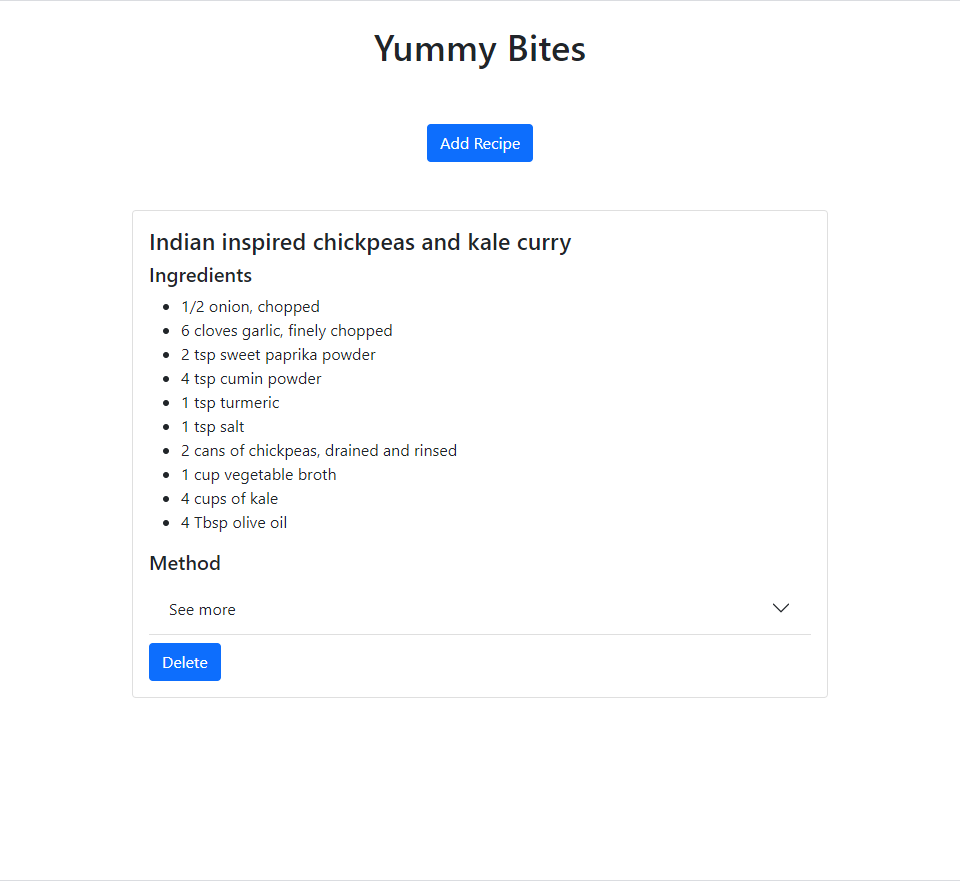 Yummy Bites
Add Recipe
Indian inspired chickpeas and kale curry
Ingredients
1/2 onion, chopped
6 cloves garlic, finely chopped
2 tsp sweet paprika powder
4 tsp cumin powder
1 tsp turmeric
1 tsp salt
2 cans of chickpeas, drained and rinsed
1 cup vegetable broth
4 cups of kale
4 Tbsp olive oil
Method
See more
Delete